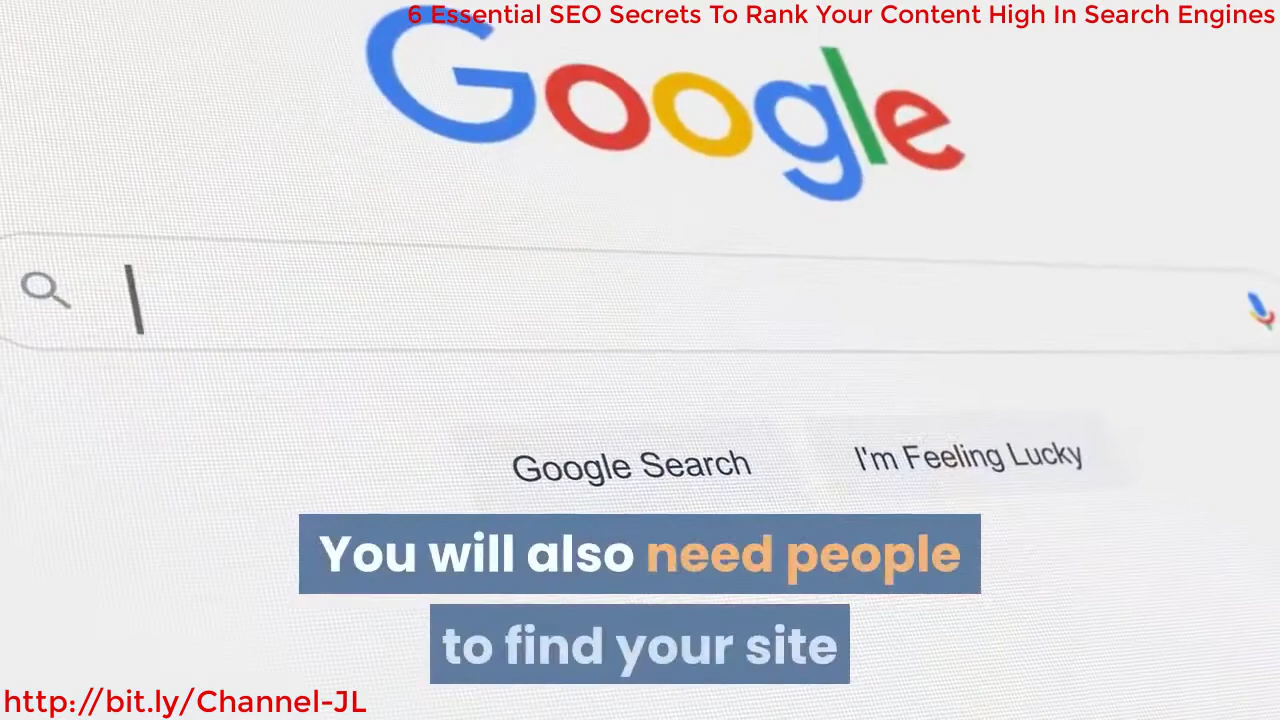 6 Essential SEO Secrets To Rank Your Content High In Search Engines
Google
Google Search
I'm Feeling Lucky
You will also need people
to find your site
http://bit.ly/Channel-JL